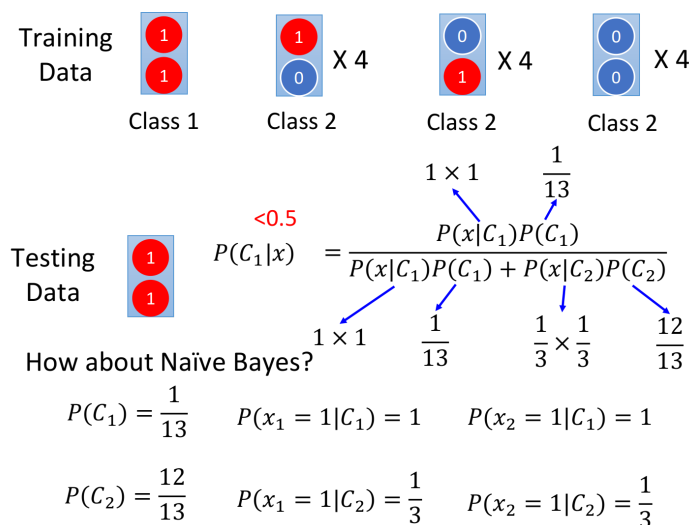 Training Data
1 1
1 0 X 4
0 1 X 4
0 0 X 4
Class 1 Class 2 Class 2 Class 2
1 × 1 1/13
<0.5
Testing Data
1 1
P(C₁|x) = P(x|C₁)P(C₁) / P(x|C₁)P(C₁) + P(x|C₂)P(C₂)
1 × 1 1/13 1/3 × 1/3 12/13
How about Naïve Bayes?
P(C₁) = 1/13 P(x₁ = 1|C₁) = 1 P(x₂ = 1|C₁) = 1
P(C₂) = 12/13 P(x₁ = 1|C₂) = 1/3 P(x₂ = 1|C₂) = 1/3